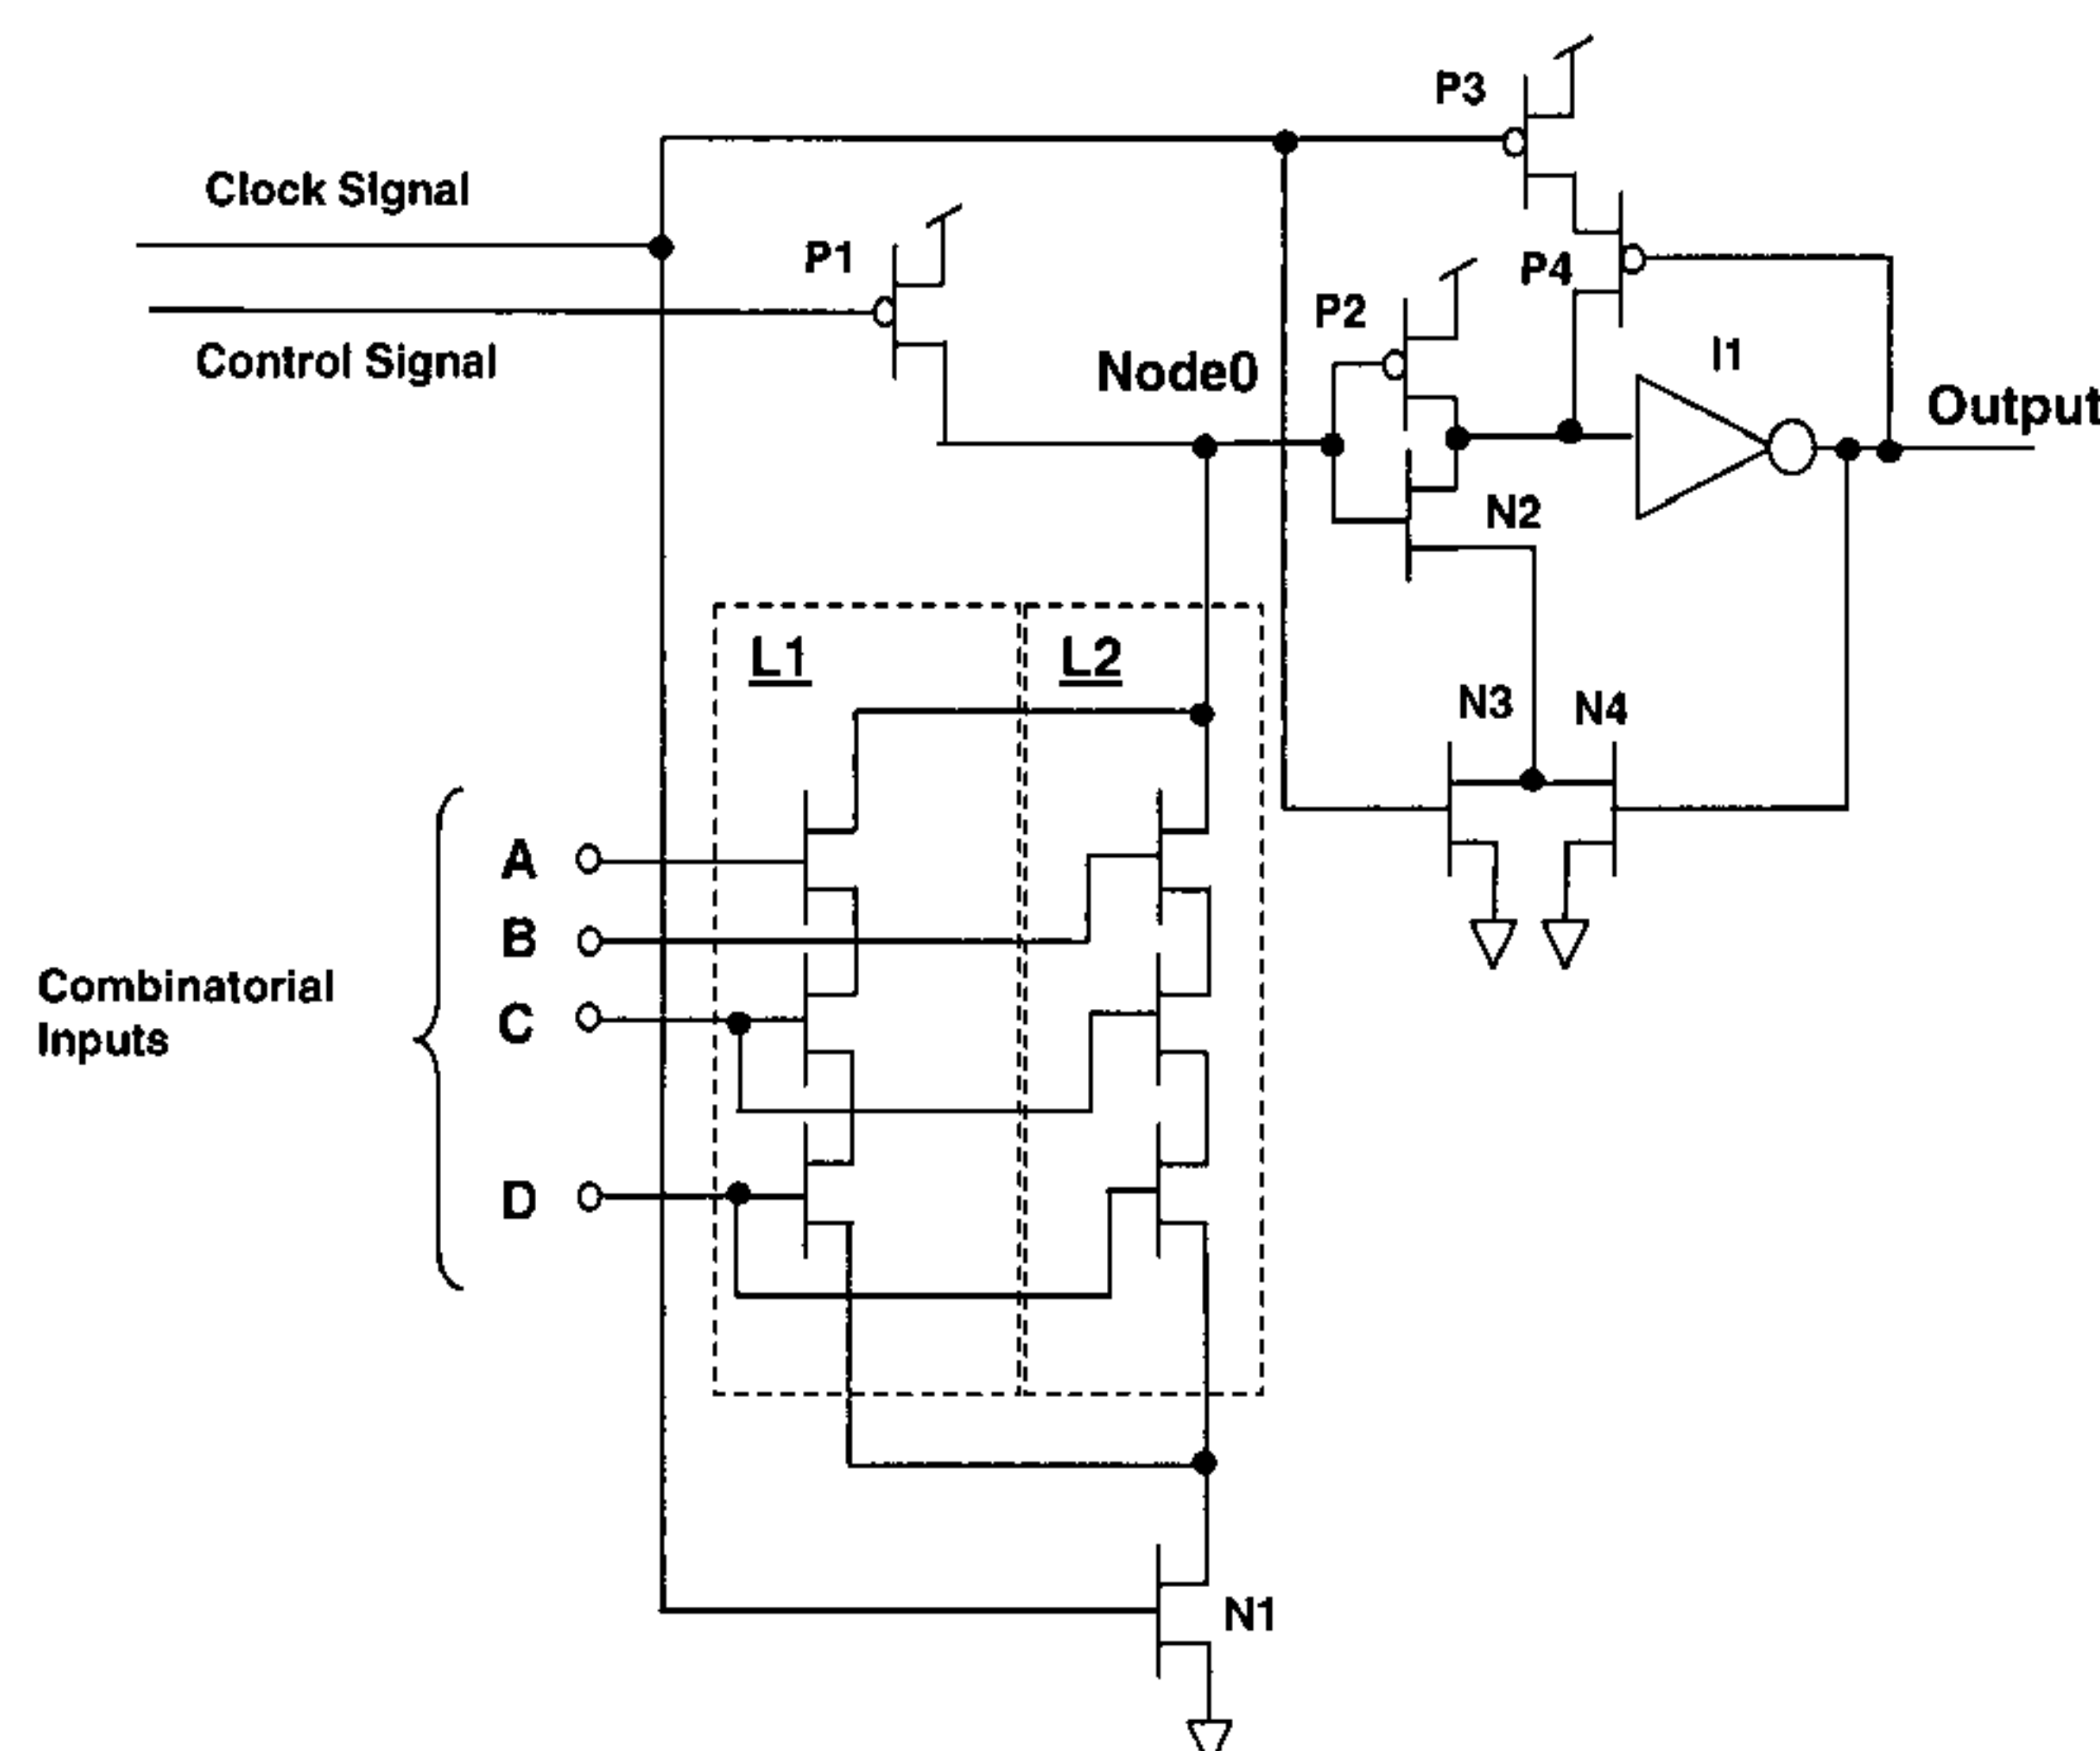 P3
Clock Signal
P1
P4
P2
Control Signal
I1
Node0
Output
N2
L1
L2
N3
N4
A
B
Combinatorial
Inputs
C
D
N1